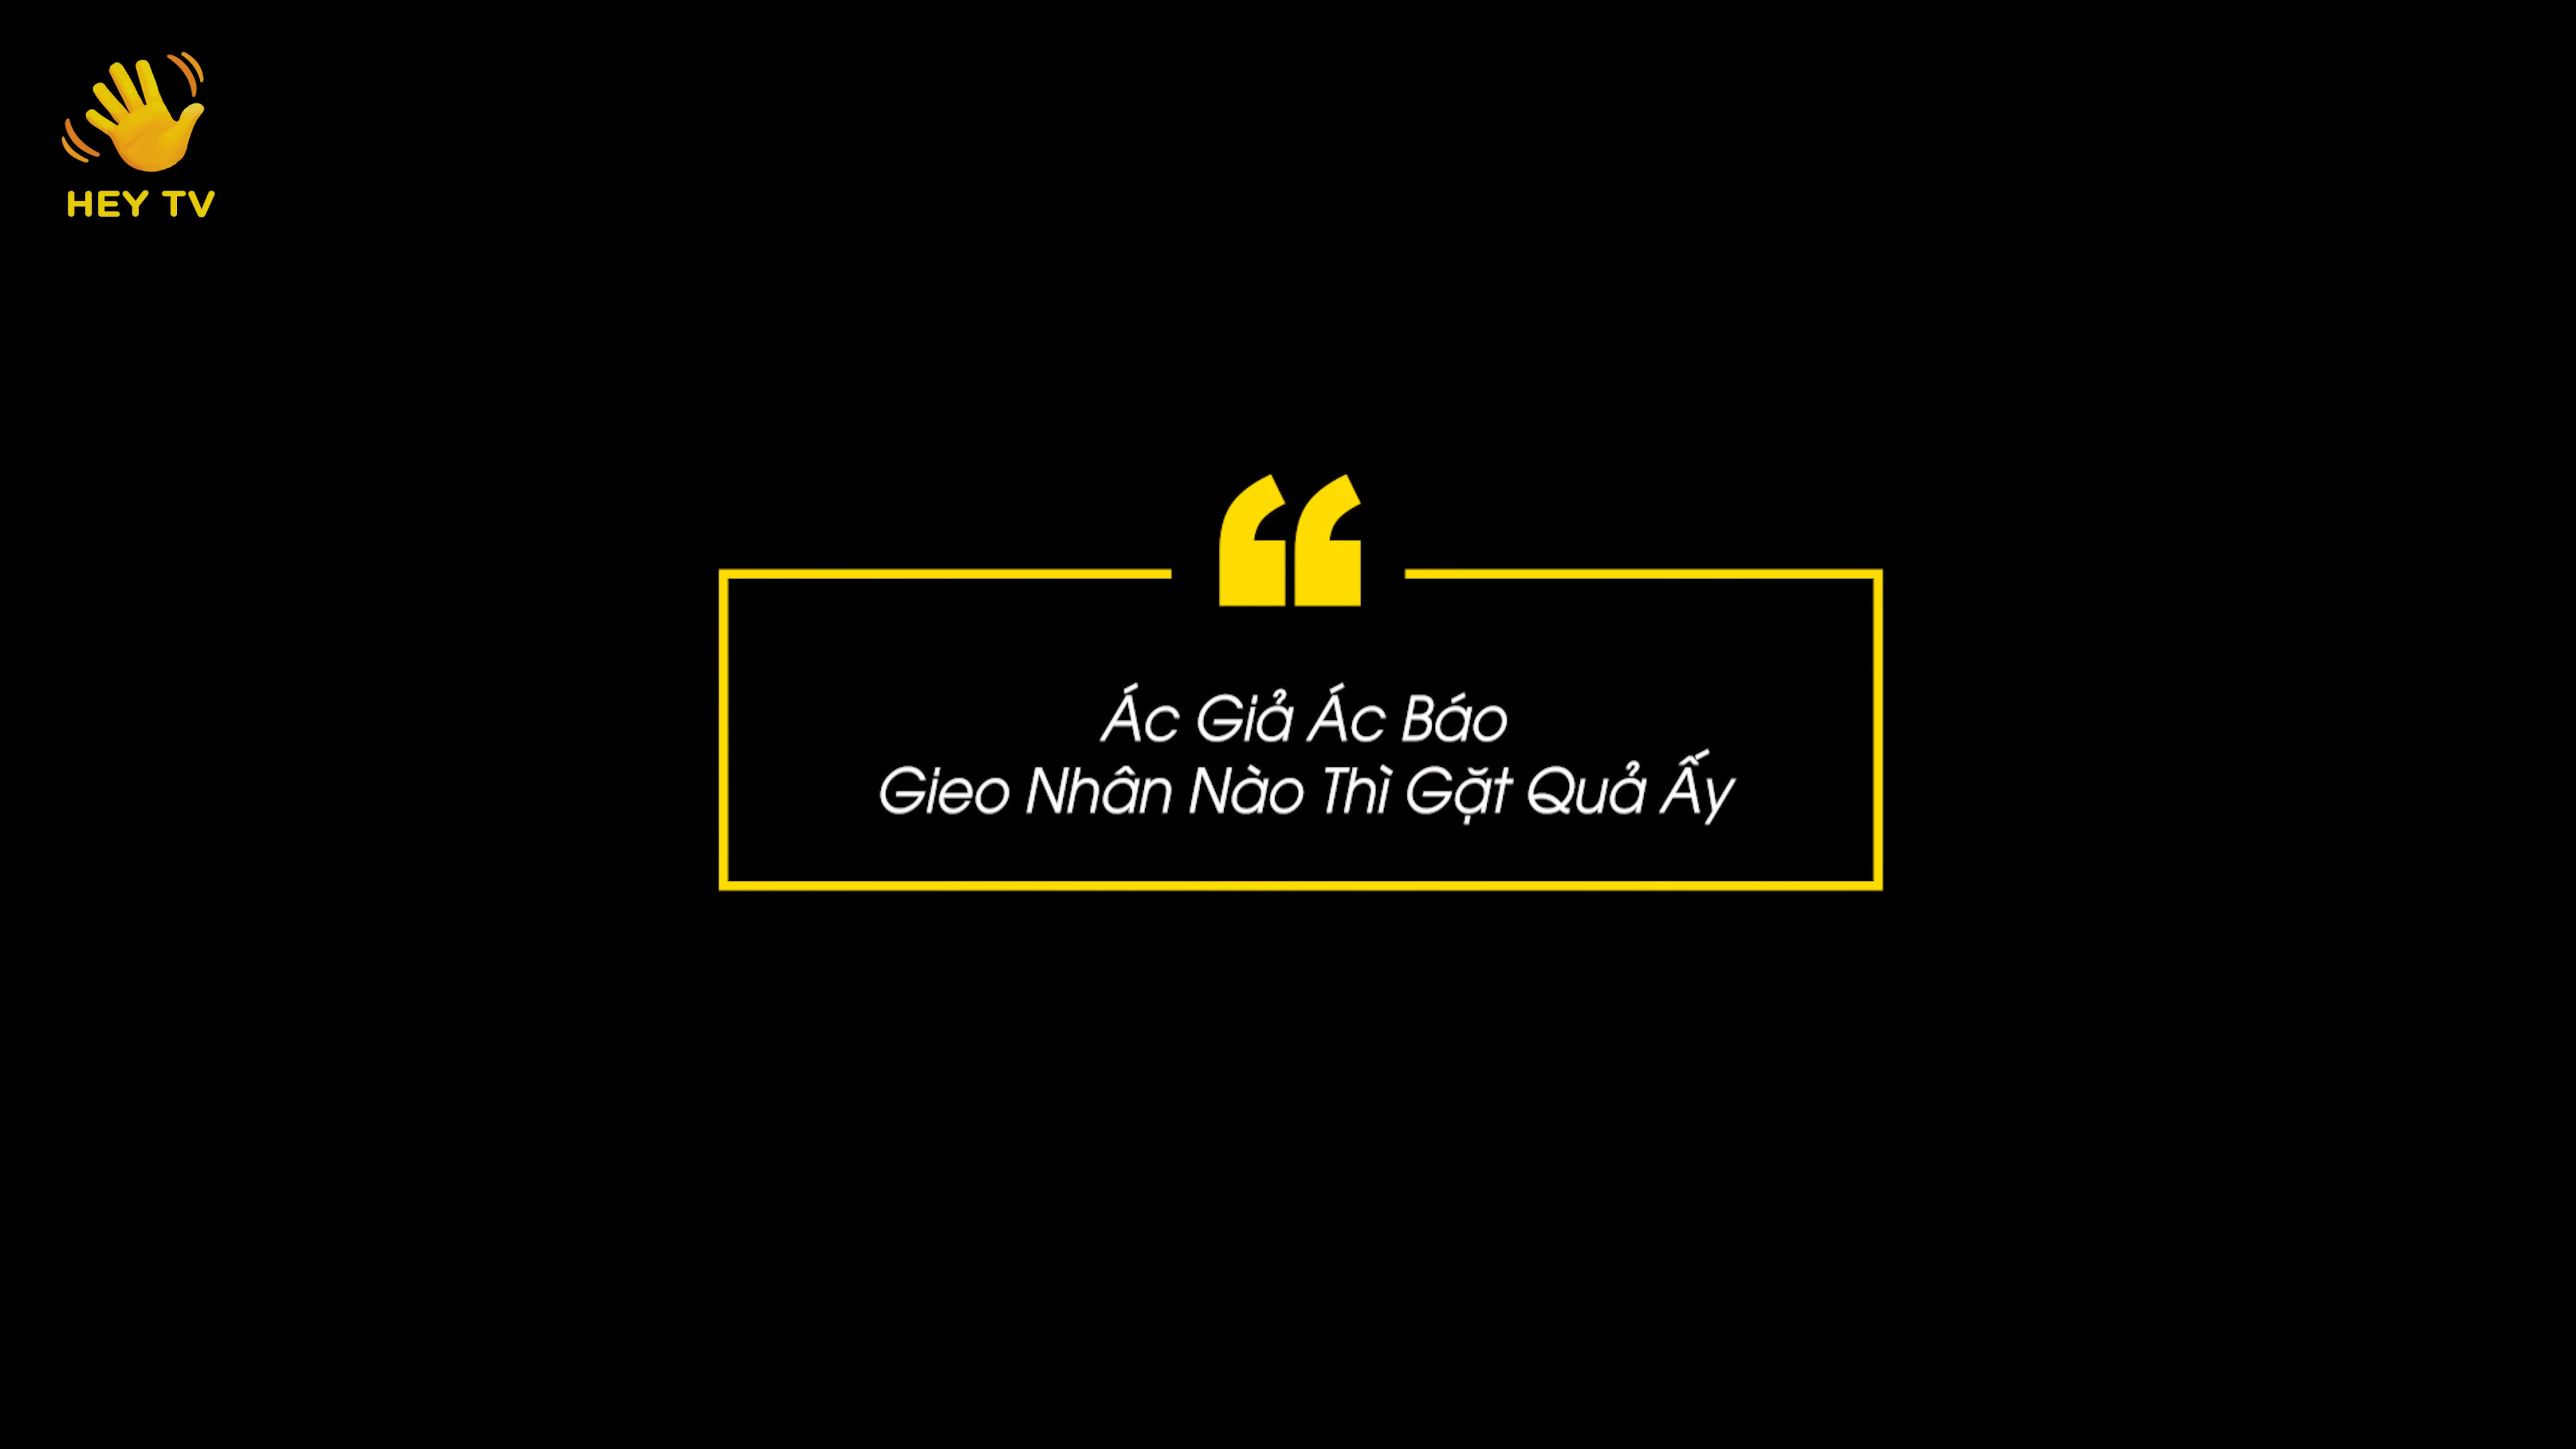 HEY TV
Ác Giả Ác Báo
Gieo Nhân Nào Thì Gặt Quả Ấy